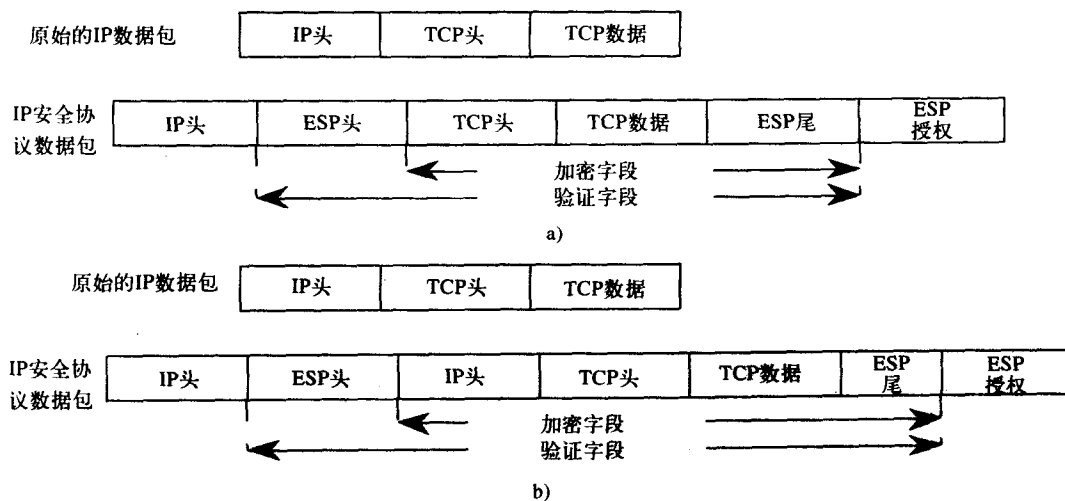 原始的IP数据包
IP头 TCP头 TCP数据
IP安全协
议数据包
IP头 ESP头 TCP头 TCP数据 ESP尾 ESP
授权
加密字段
验证字段
a)
原始的IP数据包
IP头 TCP头 TCP数据
IP安全协
议数据包
IP头 ESP头 IP头 TCP头 TCP数据 ESP
尾 ESP
授权
加密字段
验证字段
b)